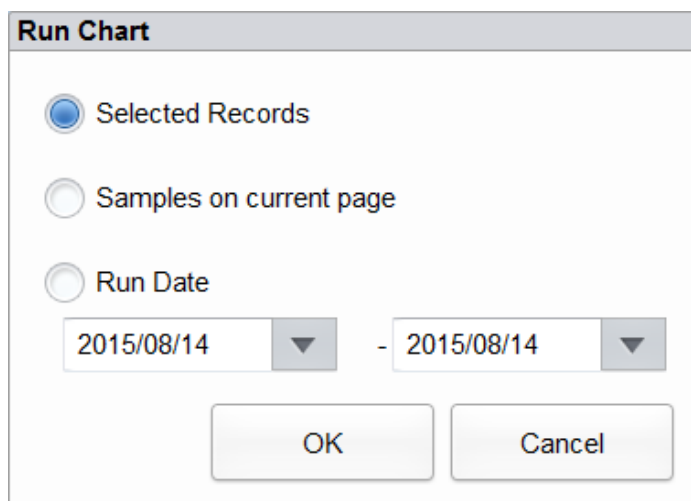 Run Chart
Selected Records
Samples on current page
Run Date
2015/08/14 - 2015/08/14
OK Cancel